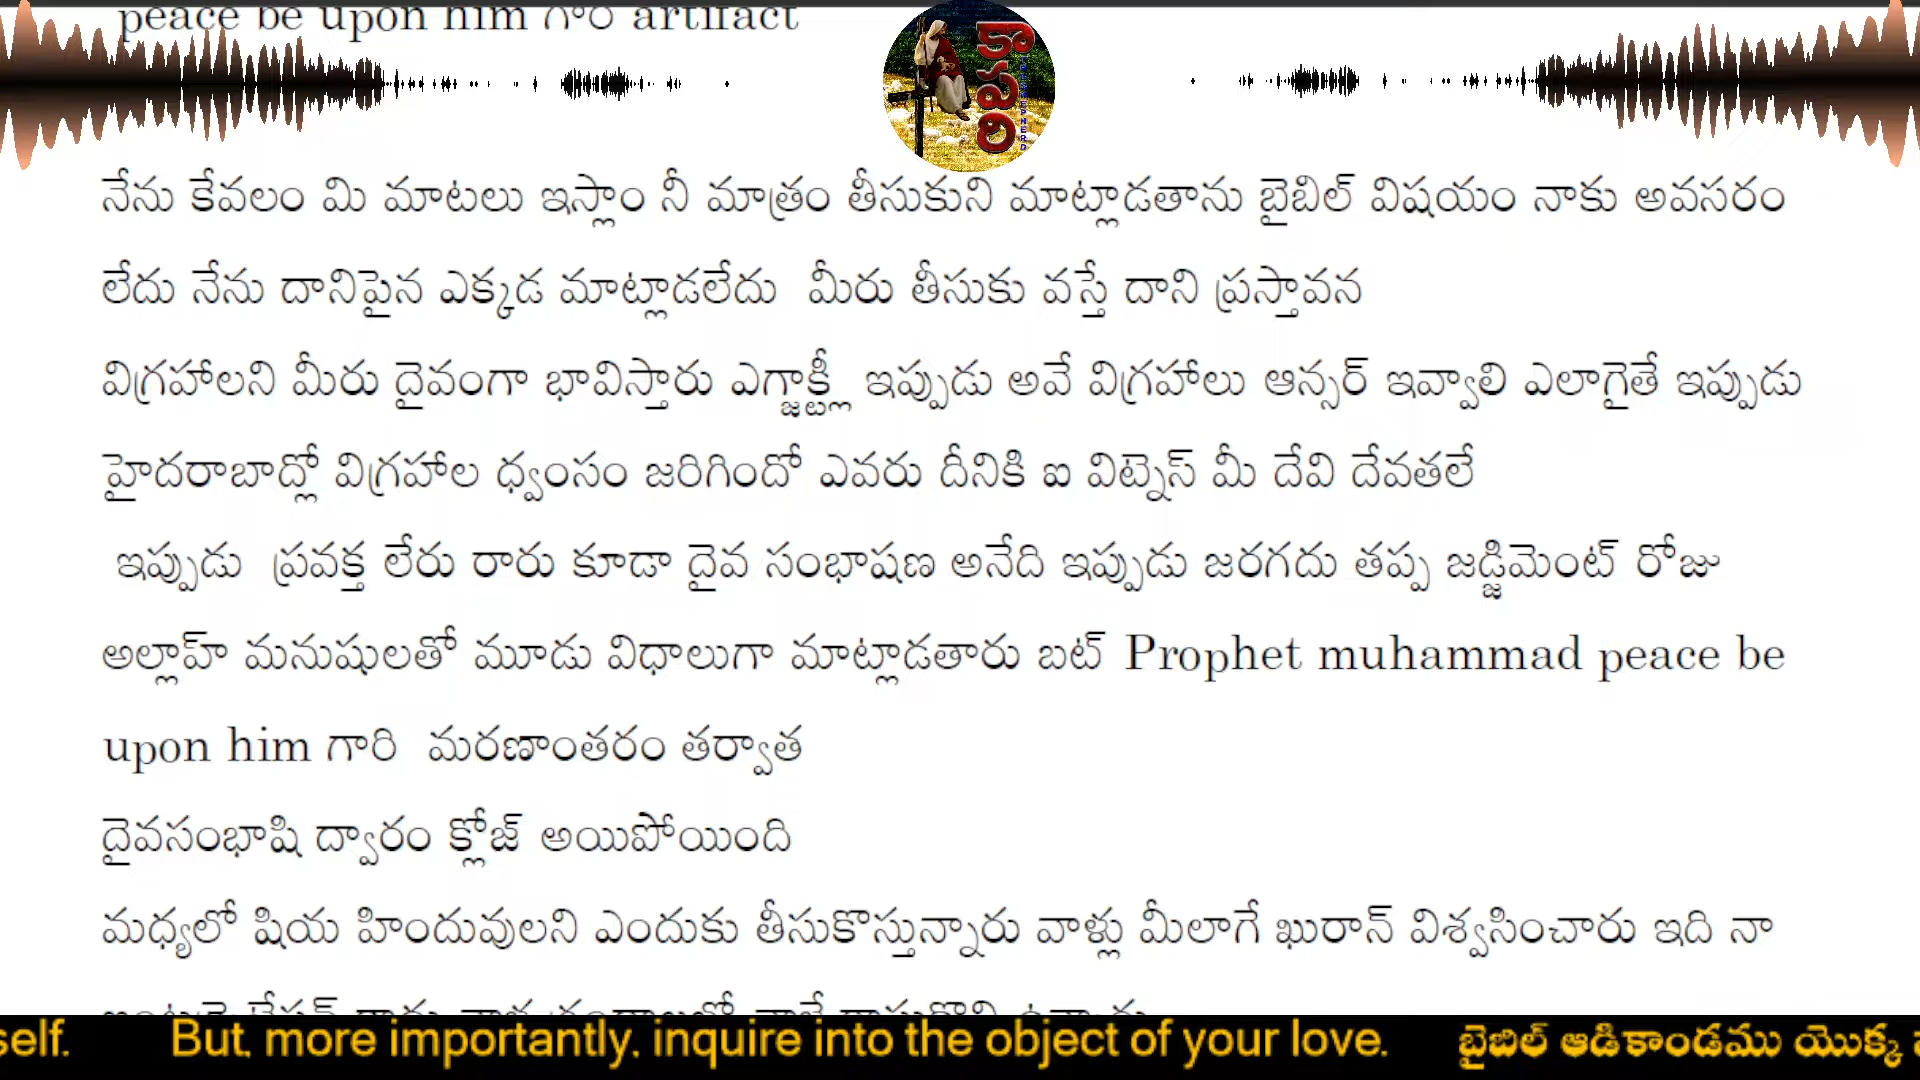 peace be upon him గారి artifact
కాపరి
నేను కేవలం మి మాటలు ఇస్లాం నీ మాత్రం తీసుకుని మాట్లాడతాను బైబిల్ విషయం నాకు అవసరం
లేదు నేను దానిపైన ఎక్కడ మాట్లాడలేదు మీరు తీసుకు వస్తే దాని ప్రస్తావన
విగ్రహాలని మీరు దైవంగా భావిస్తారు ఎగ్జాక్ట్లీ ఇప్పుడు అవే విగ్రహాలు ఆన్సర్ ఇవ్వాలి ఎలాగైతే ఇప్పుడు
హైదరాబాద్లో విగ్రహాల ధ్వంసం జరిగిందో ఎవరు దీనికి ఐ విట్నెస్ మీ దేవి దేవతలే
ఇప్పుడు ప్రవక్త లేరు రారు కూడా దైవ సంభాషణ అనేది ఇప్పుడు జరగదు తప్ప జడ్జిమెంట్ రోజు
అల్లాహ్ మనుషులతో మూడు విధాలుగా మాట్లాడతారు బట్ Prophet muhammad peace be
upon him గారి మరణాంతరం తర్వాత
దైవసంభాషి ద్వారం క్లోజ్ అయిపోయింది
మధ్యలో షియ హిందువులని ఎందుకు తీసుకొస్తున్నారు వాళ్లు మీలాగే ఖురాన్ విశ్వసించారు ఇది నా
self. But, more importantly, inquire into the object of your love. బైబిల్ ఆదికాండము యొక్క